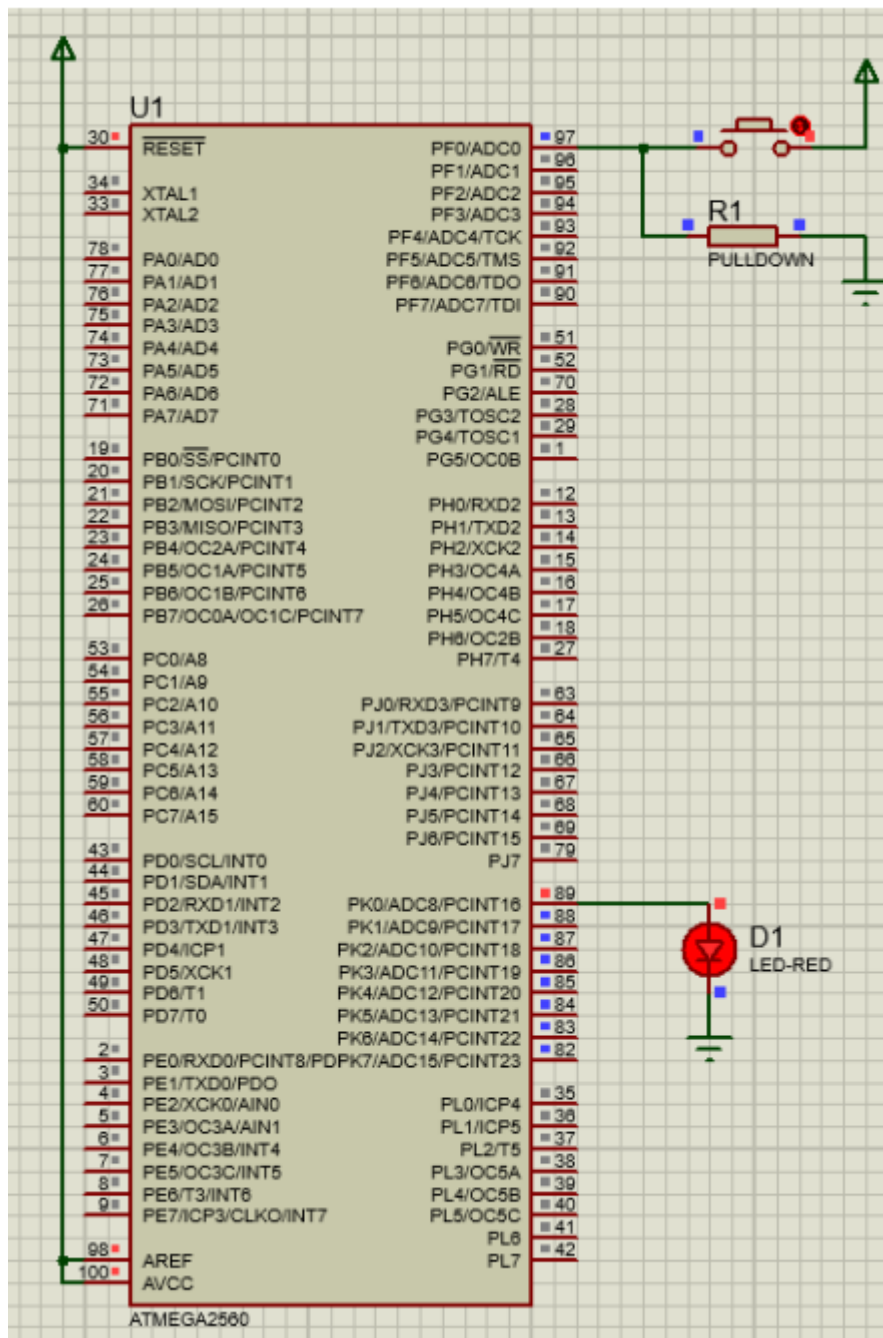 U1
30
RESET
34
XTAL1
33
XTAL2
78
PA0/AD0
77
PA1/AD1
76
PA2/AD2
75
PA3/AD3
74
PA4/AD4
73
PA5/AD5
72
PA6/AD6
71
PA7/AD7
19
PB0/SS/PCINT0
20
PB1/SCK/PCINT1
21
PB2/MOSI/PCINT2
22
PB3/MISO/PCINT3
23
PB4/OC2A/PCINT4
24
PB5/OC1A/PCINT5
25
PB6/OC1B/PCINT6
26
PB7/OC0A/OC1C/PCINT7
53
PC0/A8
54
PC1/A9
55
PC2/A10
56
PC3/A11
57
PC4/A12
58
PC5/A13
59
PC6/A14
60
PC7/A15
43
PD0/SCL/INT0
44
PD1/SDA/INT1
45
PD2/RXD1/INT2
46
PD3/TXD1/INT3
47
PD4/ICP1
48
PD5/XCK1
49
PD6/T1
50
PD7/T0
2
PE0/RXD0/PCINT8/PDPK7/ADC15/PCINT23
3
PE1/TXD0/PDO
4
PE2/XCK0/AIN0
5
PE3/OC3A/AIN1
6
PE4/OC3B/INT4
7
PE5/OC3C/INT5
8
PE6/T3/INT6
9
PE7/ICP3/CLKO/INT7
98
AREF
100
AVCC
ATMEGA2560
97
PF0/ADC0
96
PF1/ADC1
95
PF2/ADC2
94
PF3/ADC3
93
PF4/ADC4/TCK
92
PF5/ADC5/TMS
91
PF6/ADC6/TDO
90
PF7/ADC7/TDI
51
PG0/WR
52
PG1/RD
70
PG2/ALE
28
PG3/TOSC2
29
PG4/TOSC1
1
PG5/OC0B
12
PH0/RXD2
13
PH1/TXD2
14
PH2/XCK2
15
PH3/OC4A
16
PH4/OC4B
17
PH5/OC4C
18
PH6/OC2B
27
PH7/T4
63
PJ0/RXD3/PCINT9
64
PJ1/TXD3/PCINT10
65
PJ2/XCK3/PCINT11
66
PJ3/PCINT12
67
PJ4/PCINT13
68
PJ5/PCINT14
69
PJ6/PCINT15
79
PJ7
89
PK0/ADC8/PCINT16
88
PK1/ADC9/PCINT17
87
PK2/ADC10/PCINT18
86
PK3/ADC11/PCINT19
85
PK4/ADC12/PCINT20
84
PK5/ADC13/PCINT21
83
PK6/ADC14/PCINT22
82
35
PL0/ICP4
36
PL1/ICP5
37
PL2/T5
38
PL3/OC5A
39
PL4/OC5B
40
PL5/OC5C
41
PL6
42
PL7
R1
PULLDOWN
D1
LED-RED